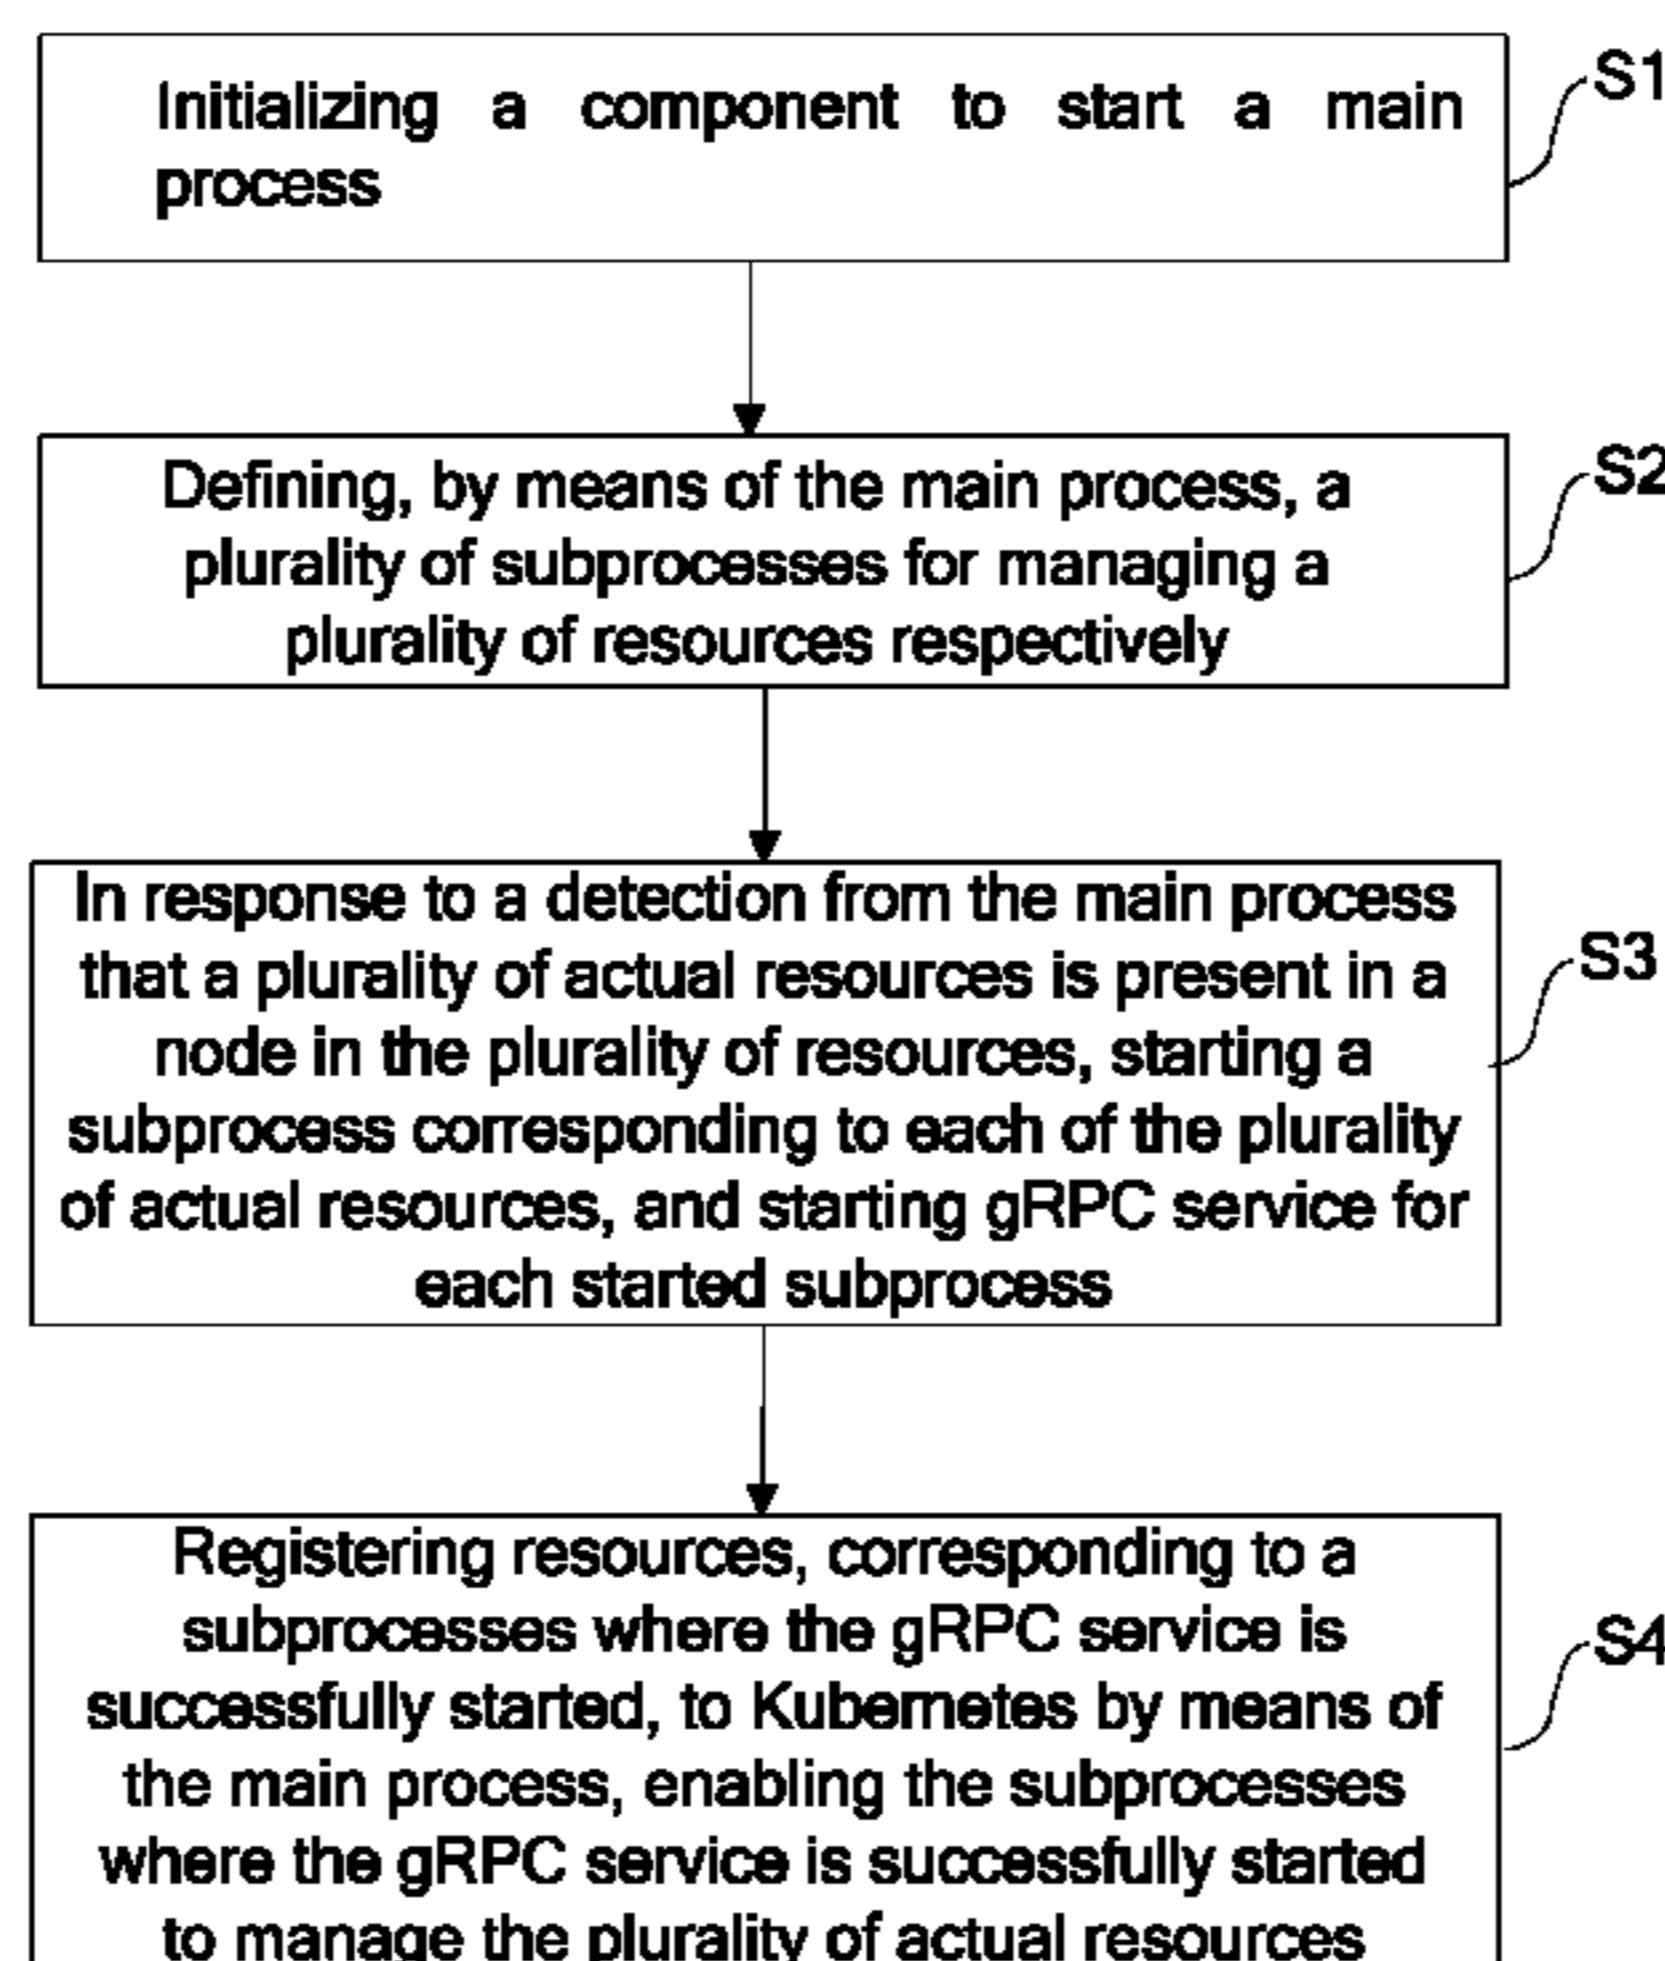 Initializing a component to start a main
process
S1
Defining, by means of the main process, a
plurality of subprocesses for managing a
plurality of resources respectively
S2
In response to a detection from the main process
that a plurality of actual resources is present in a
node in the plurality of resources, starting a
subprocess corresponding to each of the plurality
of actual resources, and starting gRPC service for
each started subprocess
S3
Registering resources, corresponding to a
subprocesses where the gRPC service is
successfully started, to Kubernetes by means of
the main process, enabling the subprocesses
where the gRPC service is successfully started
to manage the plurality of actual resources
S4